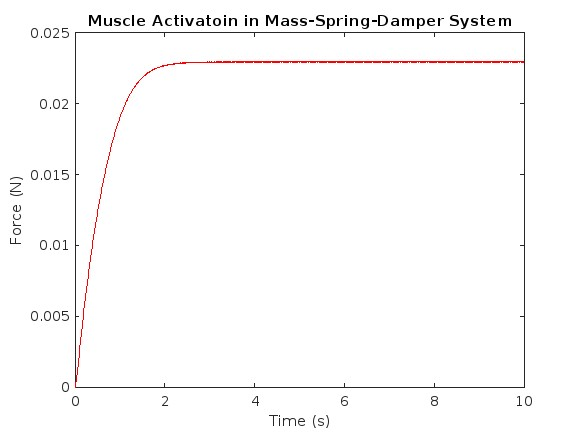 Muscle Activatoin in Mass-Spring-Damper System
0.025
0.02
0.015
0.01
0.005
0
Force (N)
0 2 4 6 8 10
Time (s)